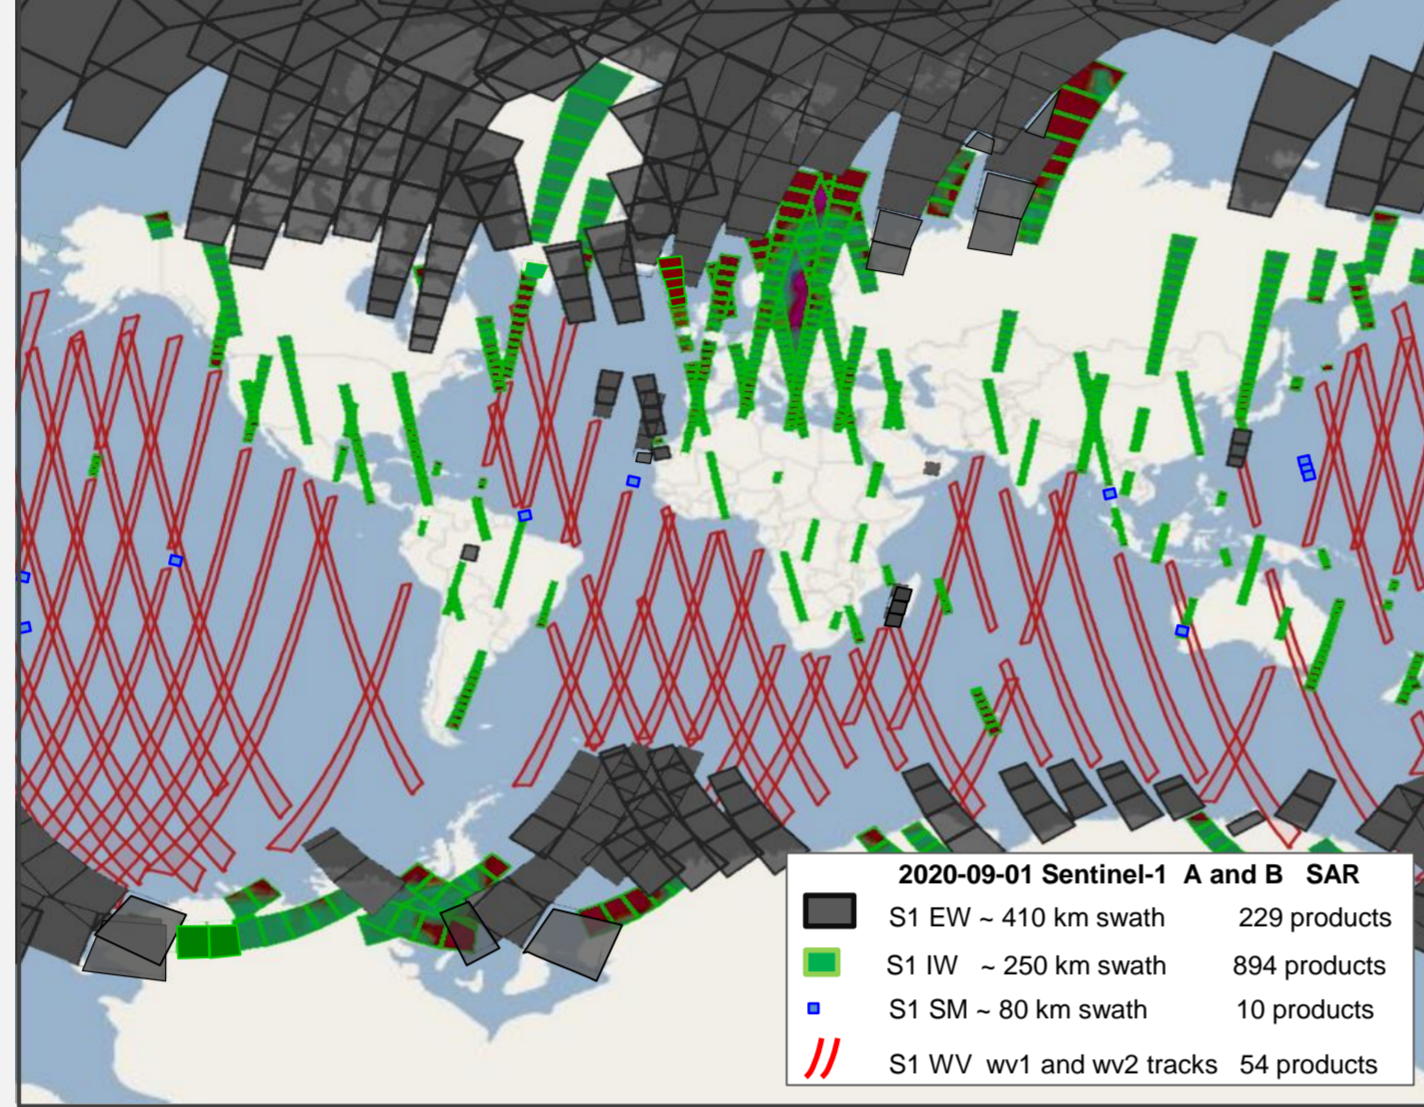 2020-09-01 Sentinel-1 A and B SAR
S1 EW ~ 410 km swath 229 products
S1 IW ~ 250 km swath 894 products
S1 SM ~ 80 km swath 10 products
S1 WV wv1 and wv2 tracks 54 products